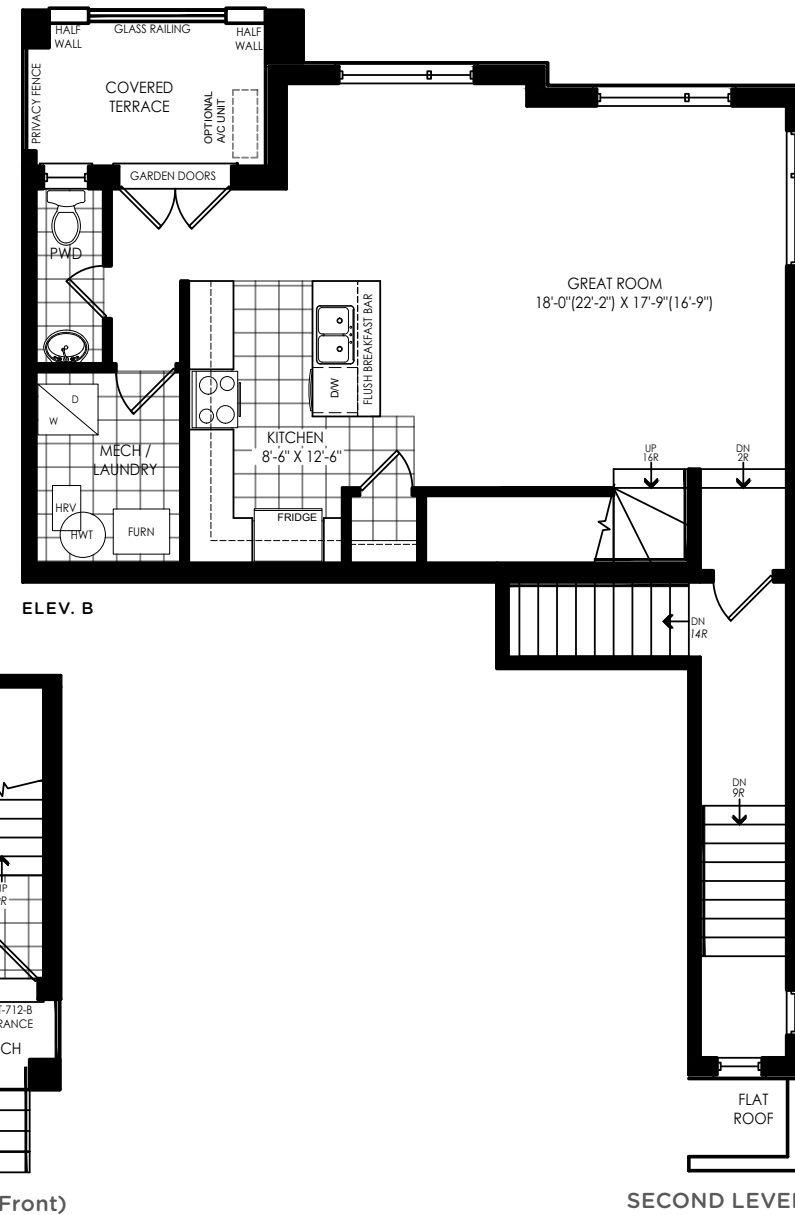 HALF
WALL
GLASS RAILING
HALF
WALL
PRIVACY FENCE
COVERED
TERRACE
OPTIONAL
A/C UNIT
GARDEN DOORS
PWD
GREAT ROOM
18'-0"(22'-2") X 17'-9"(16'-9")
FLUSH BREAKFAST BAR
D/W
D
W
MECH /
LAUNDRY
KITCHEN
8'-6" X 12'-6"
HRV
HWT
FURN
FRIDGE
UP
16R
DN
2R
ELEV. B
DN
14R
DN
9R
T-712-B
RANCE
CH
FLAT
ROOF
Front)
SECOND LEVEL